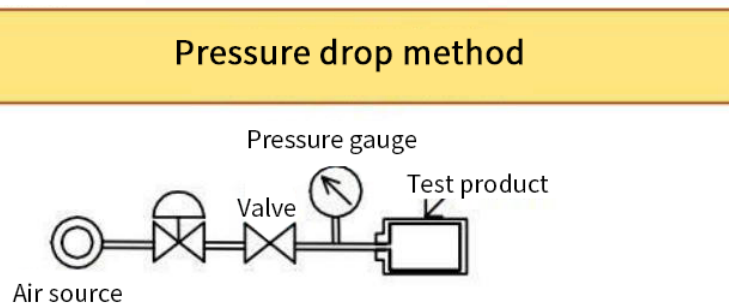 Pressure drop method
Pressure gauge
Test product
Valve
Air source